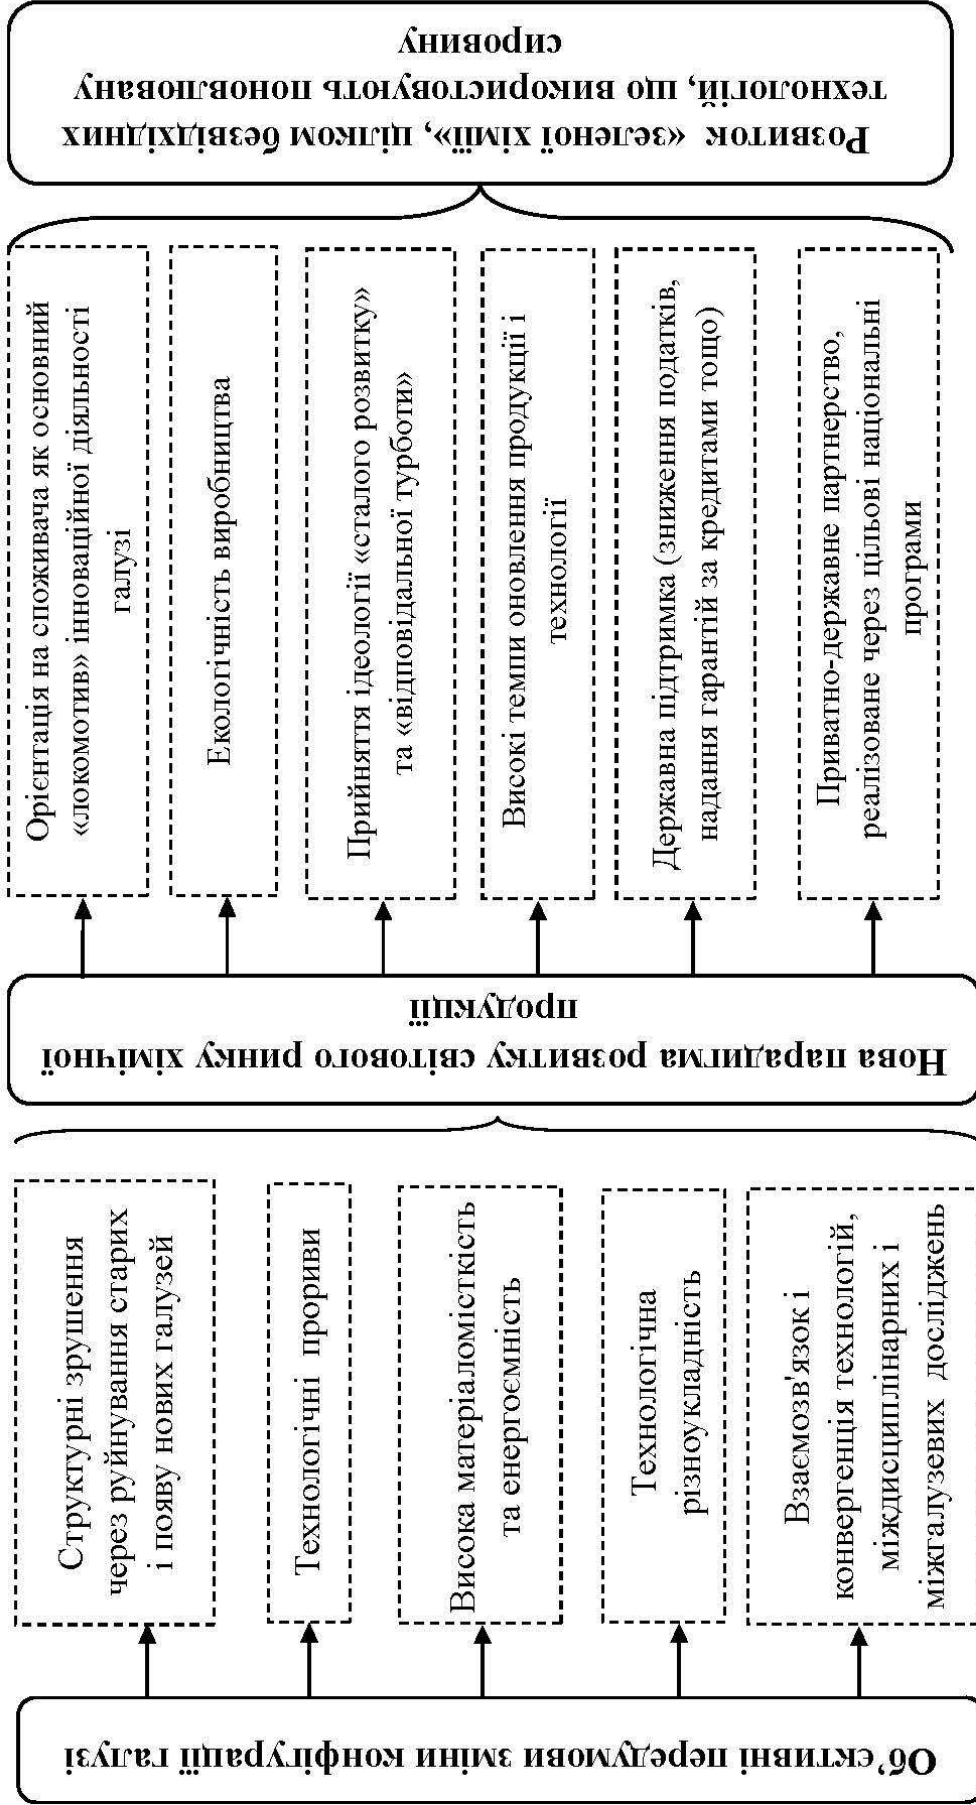 Об’єктивні передумови зміни конфігурації галузі
Структурні зрушення
через руйнування старих
і появу нових галузей
Технологічні прориви
Висока матеріаломісткість
та енергоємність
Технологічна
різноукладність
Взаємозв'язок і
конвергенція технологій,
міждисциплінарних і
міжгалузевих досліджень
Нова парадигма розвитку світового ринку хімічної
продукції
Орієнтація на споживача як основний
«локомотив» інноваційної діяльності
галузі
Екологічність виробництва
Прийняття ідеології «сталого розвитку»
та «відповідальної турботи»
Високі темпи оновлення продукції і
технології
Державна підтримка (зниження податків,
надання гарантій за кредитами тощо)
Приватно-державне партнерство,
реалізоване через цільові національні
програми
Розвиток «зеленої хімії», цілком безвідхідних
технологій, що використовують поновлювану
сировину